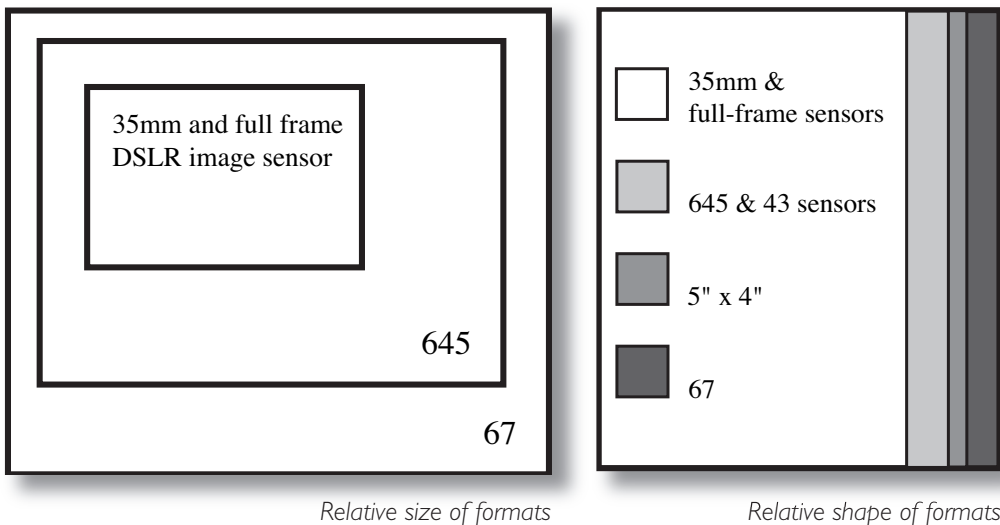 35mm and full frame
DSLR image sensor
645
67
Relative size of formats
35mm &
full-frame sensors
645 & 43 sensors
5" x 4"
67
Relative shape of formats